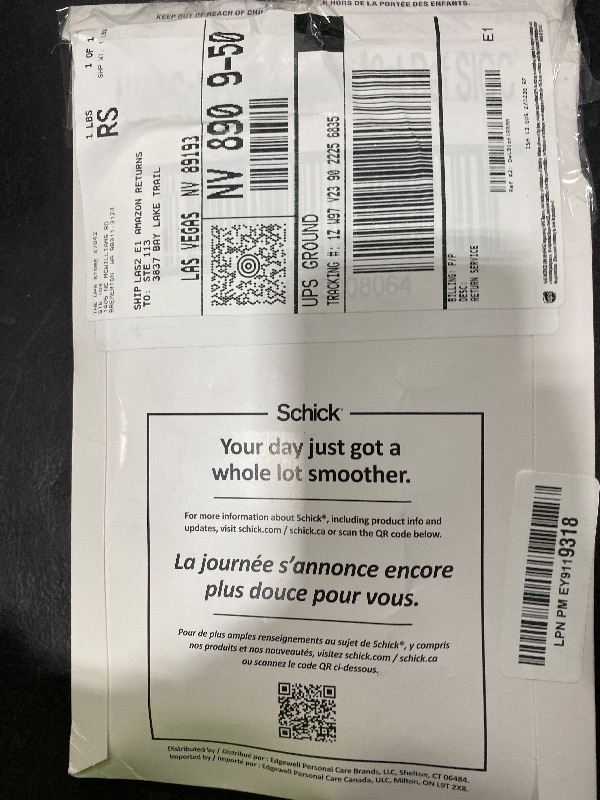 KEEP OUT OF REACH OF
HORS DE LA PORTÉE DES ENFANTS.
1 LBS
1 OF 1
RS
THE UPS STORE
SHIP LAS2 E1 AMAZON RETURNS
TO: STE 113
3837 BAY LAKE TRAIL
LAS VEGAS NV 89193
NV 890 9-50
UPS GROUND
TRACKING #: 1Z W97 V23 90 2225 6835
BILLING: P/P
DESC:
RETURN SERVICE
E1
08064
Schick
Your day just got a
whole lot smoother.
For more information about Schick®, including product info and
updates, visit schick.com / schick.ca or scan the QR code below.
La journée s'annonce encore
plus douce pour vous.
Pour de plus amples renseignements au sujet de Schick®, y compris
nos produits et nos nouveautés, visitez schick.com / schick.ca
ou scannez le code QR ci-dessous.
Distributed by / Distribué par : Edgewell Personal Care Brands, LLC, Shelton, CT 06484.
Imported by / Importé par : Edgewell Personal Care Canada, ULC, Milton, ON L9T 2X8.
LPN PM EY9119318